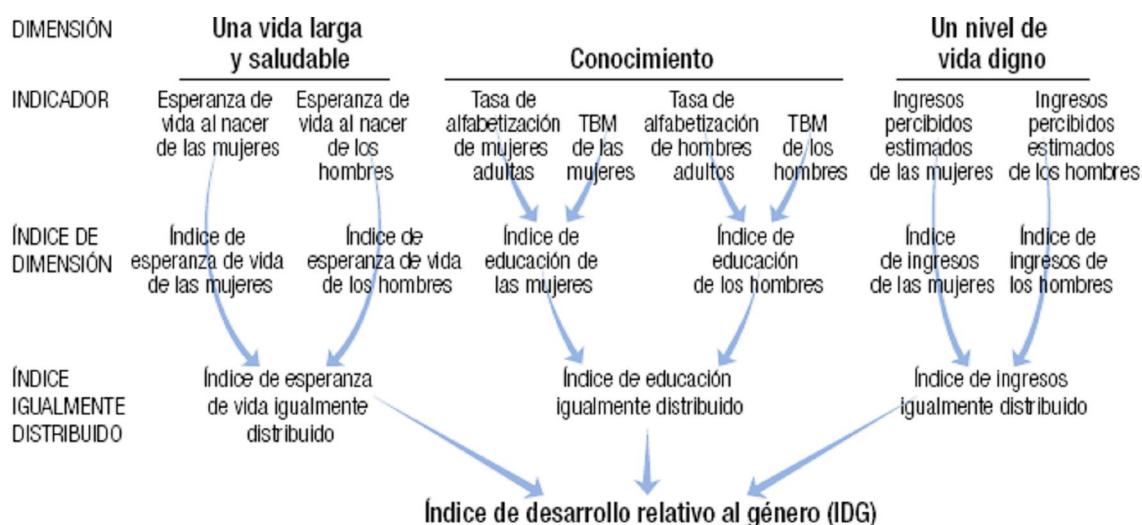 DIMENSIÓN
Una vida larga
y saludable
Conocimiento
Un nivel de
vida digno
INDICADOR
Esperanza de
vida al nacer
de las mujeres
Esperanza de
vida al nacer
de los
hombres
Tasa de
alfabetización
de mujeres
adultas
TBM
de las
mujeres
Tasa de
alfabetización
de hombres
adultos
TBM
de los
hombres
Ingresos
percibidos
estimados
de las mujeres
Ingresos
percibidos
estimados
de los hombres
ÍNDICE DE
DIMENSIÓN
Índice de
esperanza de vida
de las mujeres
Índice de
esperanza de vida
de los hombres
Índice de
educación de
las mujeres
Índice de
educación
de los hombres
Índice
de ingresos
de las mujeres
Índice de
ingresos de
los hombres
ÍNDICE
IGUALMENTE
DISTRIBUIDO
Índice de esperanza
de vida igualmente
distribuido
Índice de educación
igualmente distribuido
Índice de ingresos
igualmente distribuido
Índice de desarrollo relativo al género (IDG)